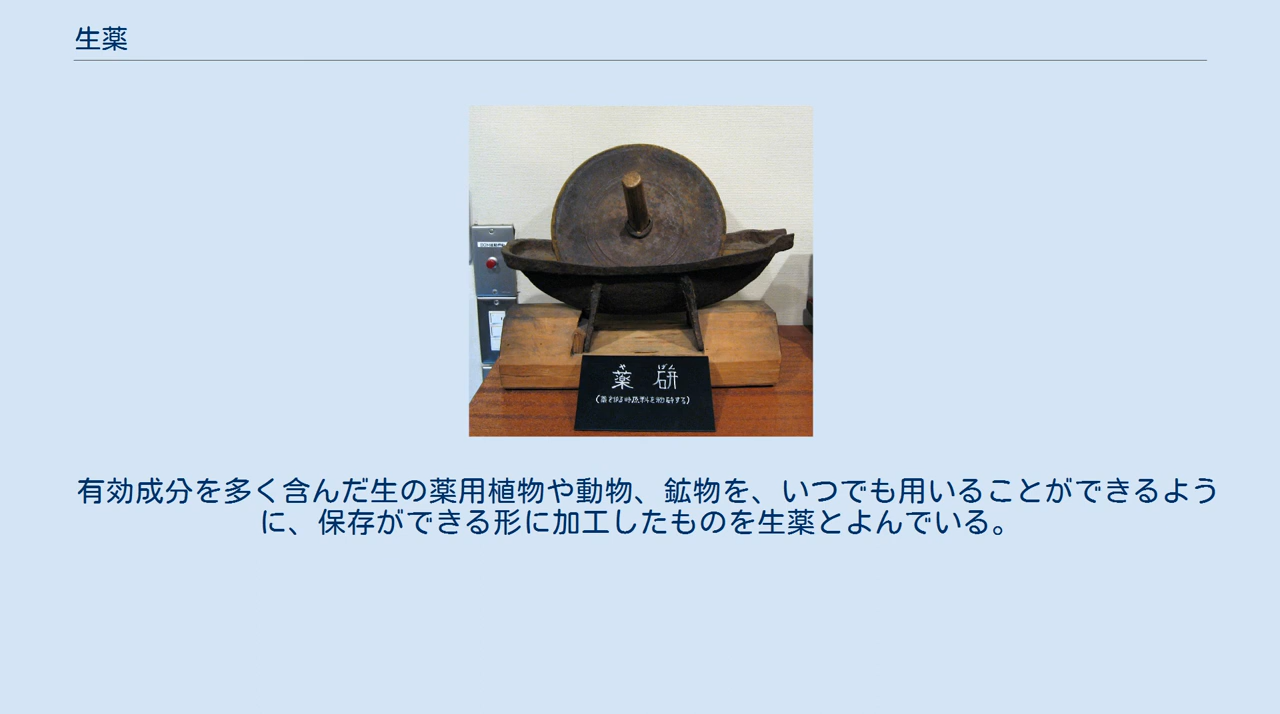 生薬
や げん
薬 研
有効成分を多く含んだ生の薬用植物や動物、鉱物を、いつでも用いることができるよう
に、保存ができる形に加工したものを生薬とよんでいる。